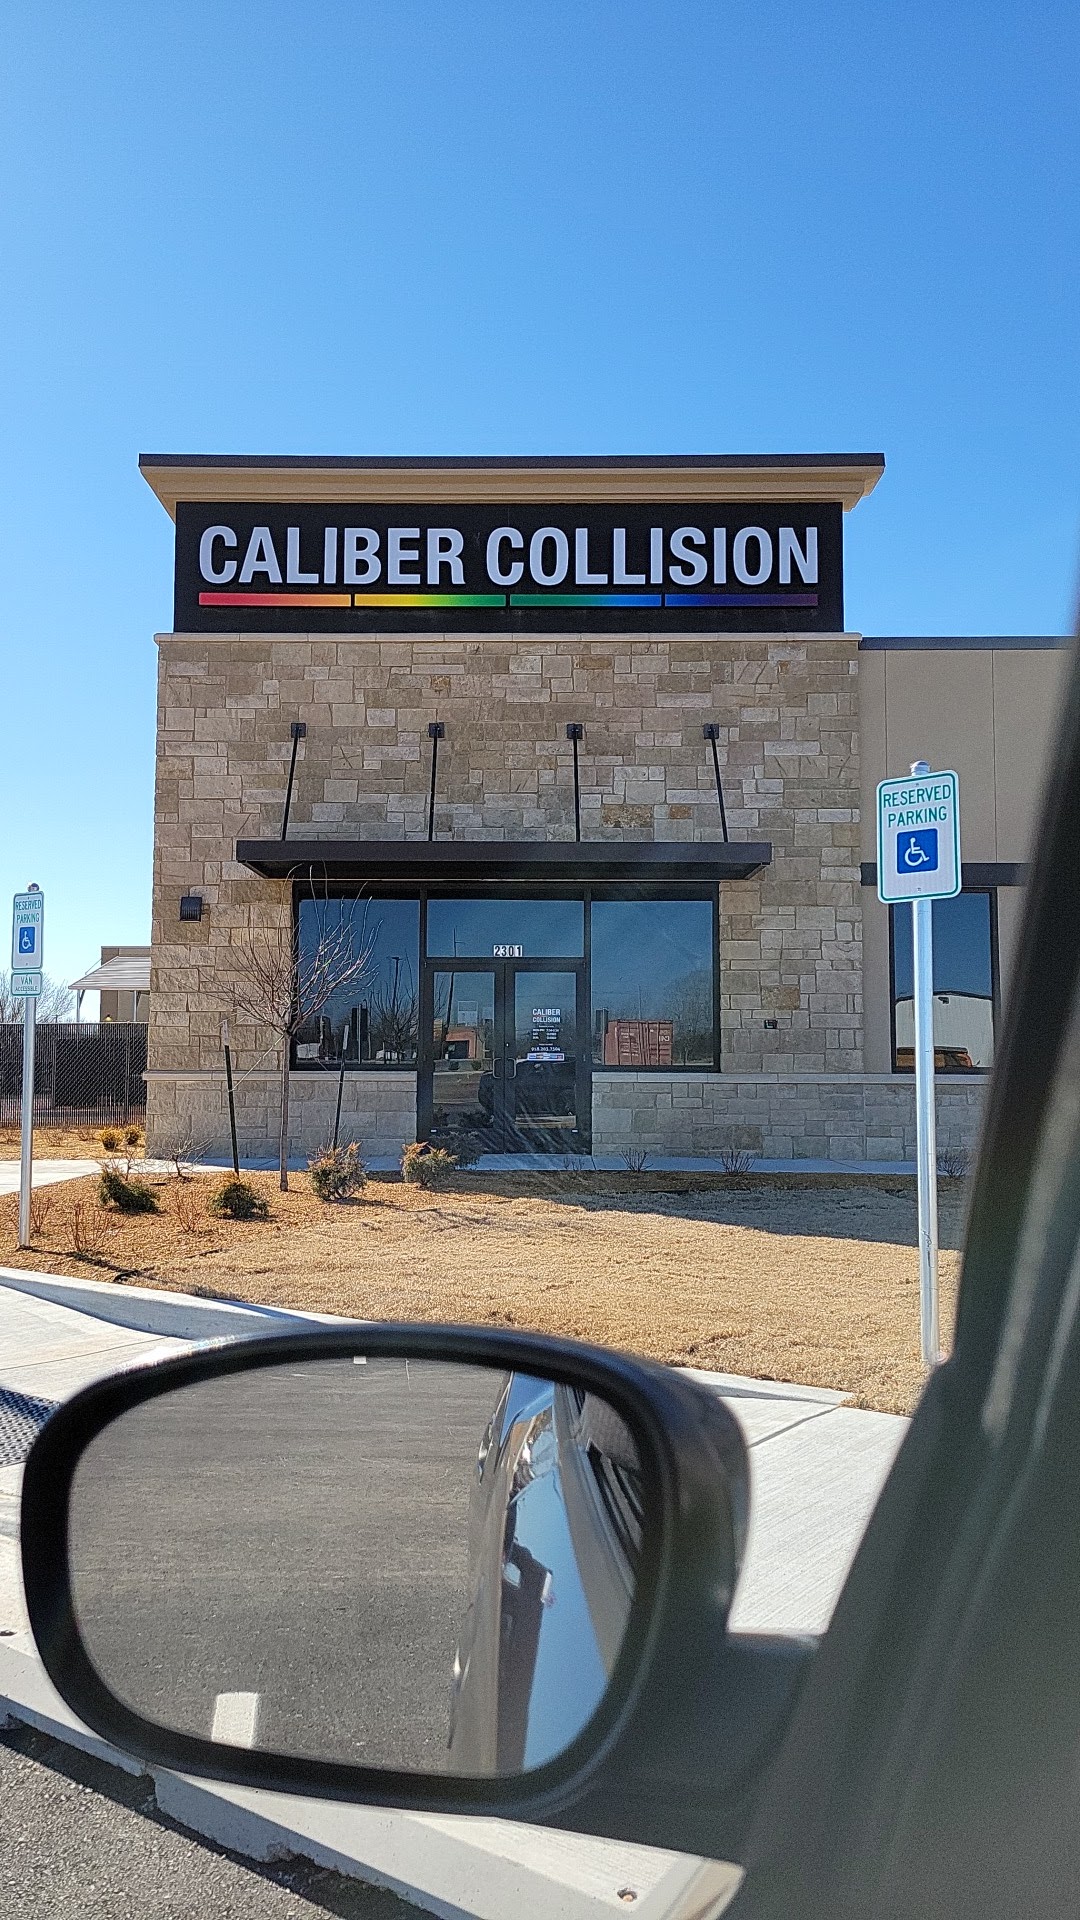 CALIBER COLLISION
RESERVED
PARKING
RESERVED
PARKING
VAN
ACCESSIBLE
2301
CALIBER
COLLISION